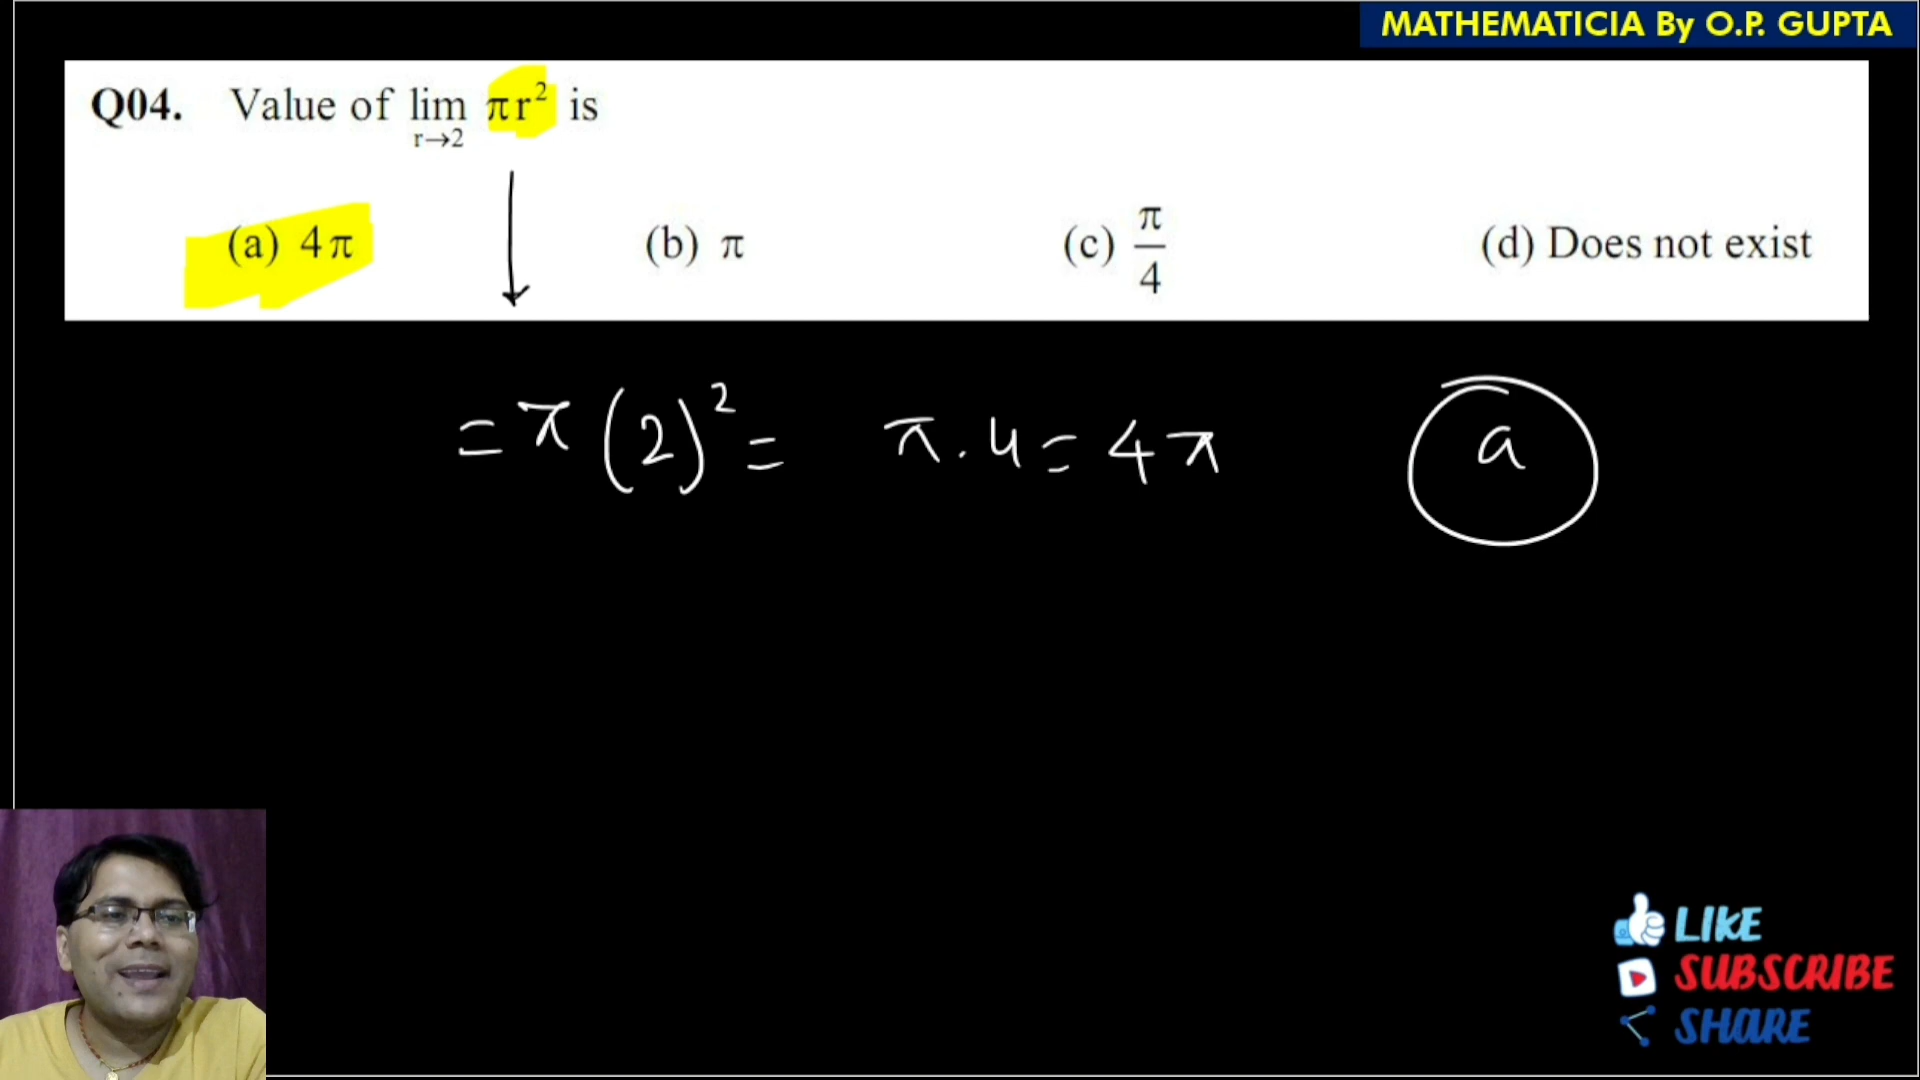 MATHEMATICIA By O.P. GUPTA
Q04. Value of lim r→2 πr² is
(a) 4π (b) π (c) π/4 (d) Does not exist
= π (2)² = π . 4 = 4π a
LIKE
SUBSCRIBE
SHARE